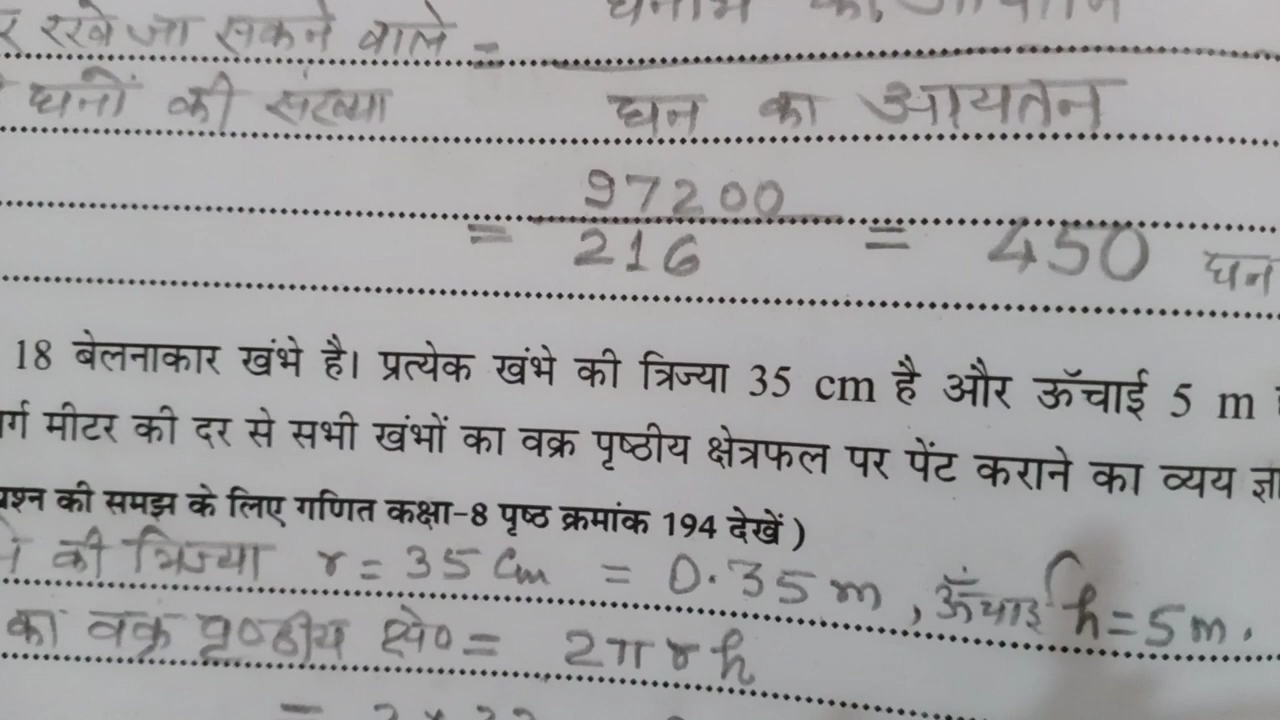 रखे जा सकने वाले =
घनों की संख्या घन का आयतन
= 97200 / 216 = 450 घन
18 बेलनाकार खंभे है। प्रत्येक खंभे की त्रिज्या 35 cm है और ऊँचाई 5 m
मीटर की दर से सभी खंभों का वक्र पृष्ठीय क्षेत्रफल पर पेंट कराने का व्यय
की समझ के लिए गणित कक्षा-8 पृष्ठ क्रमांक 194 देखें )
की त्रिज्या r = 35 cm = 0.35 m , ऊँचाई h = 5 m.
का वक्र पृष्ठीय क्षे० = 2πrh